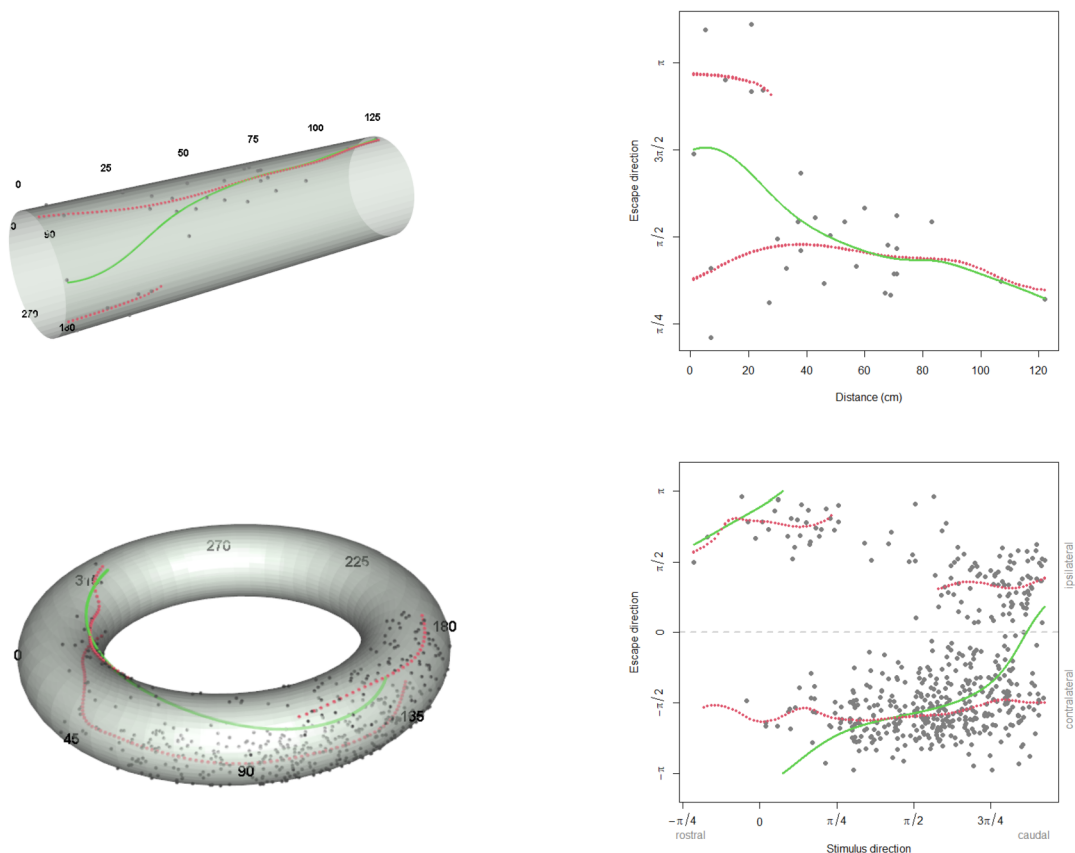 0
25
50
75
100
125
0
90
270
180
π
3π/2
π/2
π/4
Escape direction
0 20 40 60 80 100 120
Distance (cm)
270
225
180
0
135
45
90
π
π/2
0
−π/2
−π
Escape direction
ipsilateral
contralateral
−π/4 0 π/4 π/2 3π/4
rostral caudal
Stimulus direction